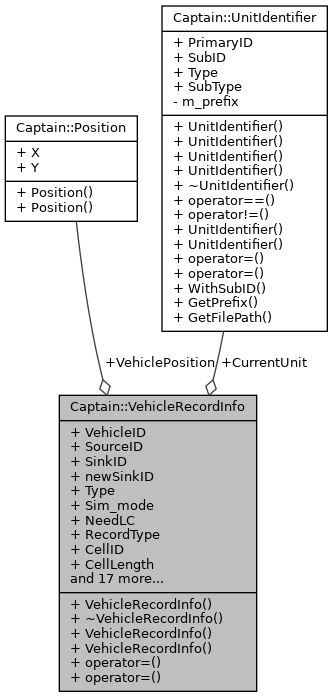 Captain::UnitIdentifier
+ PrimaryID
+ SubID
+ Type
+ SubType
- m_prefix
+ UnitIdentifier()
+ UnitIdentifier()
+ UnitIdentifier()
+ UnitIdentifier()
+ ~UnitIdentifier()
+ operator==()
+ operator!=()
+ UnitIdentifier()
+ UnitIdentifier()
+ operator=()
+ operator=()
+ WithSubID()
+ GetPrefix()
+ GetFilePath()
Captain::Position
+ X
+ Y
+ Position()
+ Position()
+VehiclePosition
+CurrentUnit
Captain::VehicleRecordInfo
+ VehicleID
+ SourceID
+ SinkID
+ newSinkID
+ Type
+ Sim_mode
+ NeedLC
+ RecordType
+ CellID
+ CellLength
and 17 more...
+ VehicleRecordInfo()
+ ~VehicleRecordInfo()
+ VehicleRecordInfo()
+ VehicleRecordInfo()
+ operator=()
+ operator=()